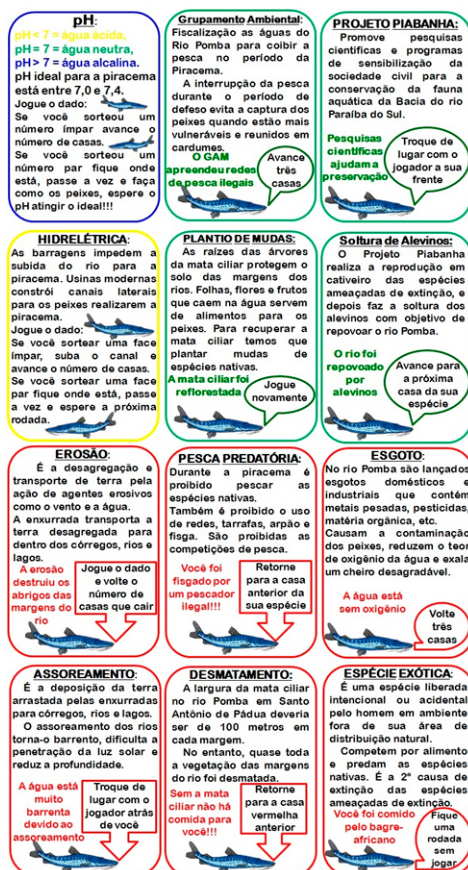 pH:
pH < 7 = água ácida,
pH = 7 = água neutra,
pH > 7 = água alcalina.
pH ideal para a piracema
está entre 7,0 e 7,4.
Jogue o dado:
Se você sorteou um
número ímpar avance o
número de casas.
Se você sorteou um
número par fique onde
está, passe a vez e faça
como os peixes, espere o
pH atingir o ideal!!!
Grupamento Ambiental:
Fiscalização as águas do
Rio Pomba para coibir a
pesca no período da
Piracema.
A interrupção da pesca
durante o período de
defeso evita a captura dos
peixes quando estão mais
vulneráveis e reunidos em
cardumes.
O GAM
apreendeu redes
de pesca ilegais
Avance
três
casas
PROJETO PIABANHA:
Promove pesquisas
cientificas e programas
de sensibilização da
sociedade civil para a
conservação da fauna
aquática da Bacia do rio
Paraíba do Sul.
Pesquisas
científicas
ajudam a
preservação
Troque de
lugar com o
jogador a sua
frente
HIDRELÉTRICA:
As barragens impedem a
subida do rio para a
piracema. Usinas modernas
constrói canais laterais
para os peixes realizarem a
piracema.
Jogue o dado:
Se você sortear uma face
ímpar, suba o canal e
avance o número de casas.
Se você sortear uma face
par fique onde está, passe
a vez e espere a próxima
rodada.
PLANTIO DE MUDAS:
As raízes das árvores
da mata ciliar protegem o
solo das margens dos
rios. Folhas, flores e frutos
que caem na água servem
de alimentos para os
peixes. Para recuperar a
mata ciliar temos que
plantar mudas de
espécies nativas.
A mata ciliar foi
reflorestada
Jogue
novamente
Soltura de Alevinos:
O Projeto Piabanha
realiza a reprodução em
cativeiro das espécies
ameaçadas de extinção, e
depois faz a soltura dos
alevinos com objetivo de
repovoar o rio Pomba.
O rio foi
repovoado
por
alevinos
Avance para
a próxima
casa da sua
espécie
EROSÃO:
É a desagregação e
transporte de terra pela
ação de agentes erosivos
como o vento e a água.
A enxurrada transporta a
terra desagregada para
dentro dos córregos, rios e
lagos.
A erosão
destruiu os
abrigos das
margens do
rio
Jogue o dado
e volte o
número de
casas que cair
PESCA PREDATÓRIA:
Durante a piracema é
proibido pescar as
espécies nativas.
Também é proibido o uso
de redes, tarrafas, arpão e
fisga. São proibidas as
competições de pesca.
Você foi
fisgado por
um pescador
ilegal!!!
Retorne
para a casa
anterior da
sua espécie
ESGOTO:
No rio Pomba são lançados
esgotos domésticos e
industriais que contém
metais pesadas, pesticidas,
matéria orgânica, etc.
Causam a contaminação
dos peixes, reduzem o teor
de oxigênio da água e exala
um cheiro desagradável.
A água está
sem oxigênio
Volte
três
casas
ASSOREAMENTO:
É a deposição da terra
arrastada pelas enxurradas
para córregos, rios e lagos.
O assoreamento dos rios
torna-o barrento, dificulta a
penetração da luz solar e
reduz a profundidade.
A água está
muito
barrenta
devido ao
assoreamento
Troque de
lugar com o
jogador atrás
de você
DESMATAMENTO:
A largura da mata ciliar
no rio Pomba em Santo
Antônio de Pádua deveria
ser de 100 metros em
cada margem.
No entanto, quase toda
a vegetação das margens
do rio foi desmatada.
Sem a mata
ciliar não há
comida para
você!!!
Retorne
para a casa
vermelha
anterior
ESPÉCIE EXÓTICA:
É uma espécie liberada
intencional ou acidental
pelo homem em ambiente
fora de sua área de
distribuição natural.
Competem por alimento
e predam as espécies
nativas. É a 2ª causa de
extinção das espécies
ameaçadas de extinção.
Você foi comido
pelo bagre-
africano
Fique
uma
rodada
sem
jogar